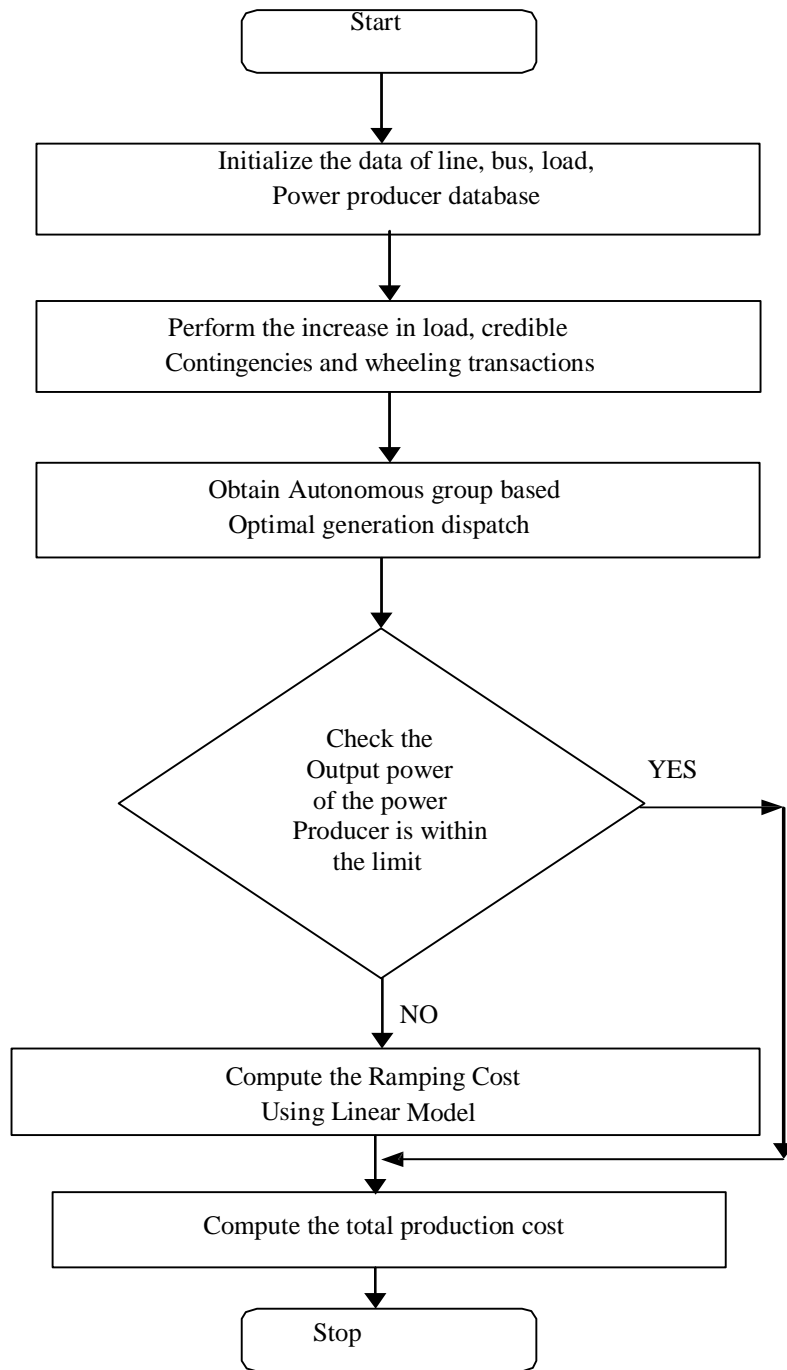 Start
Initialize the data of line, bus, load,
Power producer database
Perform the increase in load, credible
Contingencies and wheeling transactions
Obtain Autonomous group based
Optimal generation dispatch
Check the
Output power
of the power
Producer is within
the limit
YES
NO
Compute the Ramping Cost
Using Linear Model
Compute the total production cost
Stop